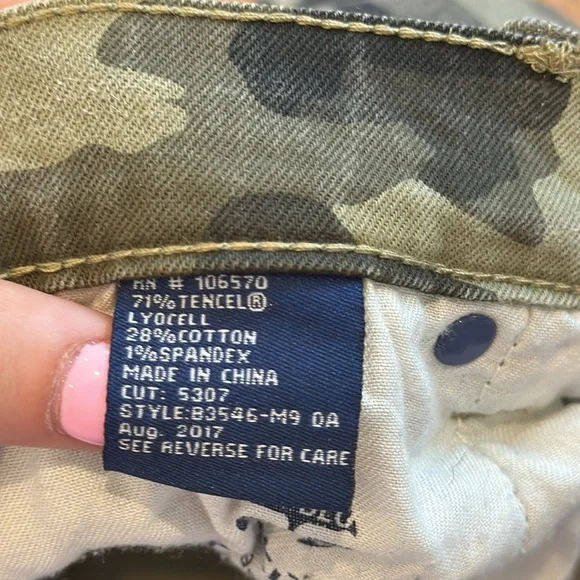 RN # 106570
71%TENCEL®
LYOCELL
28%COTTON
1%SPANDEX
MADE IN CHINA
CUT: 5307
STYLE:B3546-M9 DA
Aug. 2017
SEE REVERSE FOR CARE